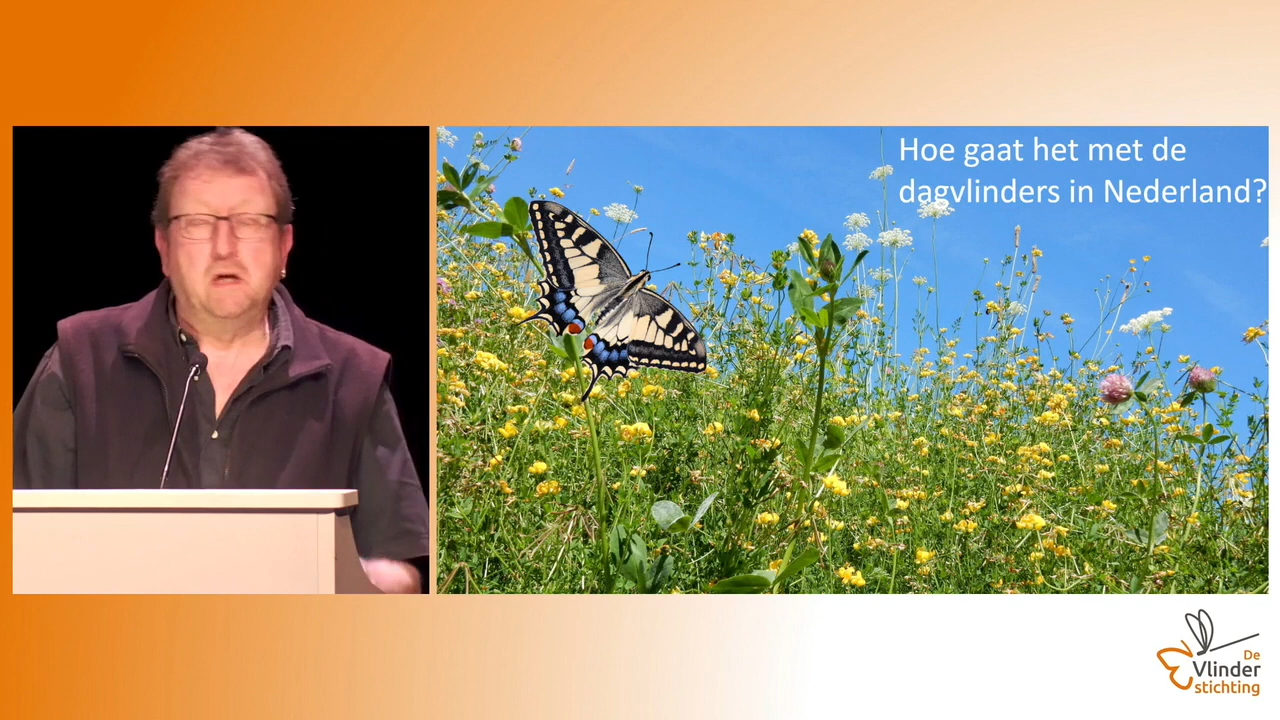 Hoe gaat het met de
dagvlinders in Nederland?
De
Vlinder
stichting